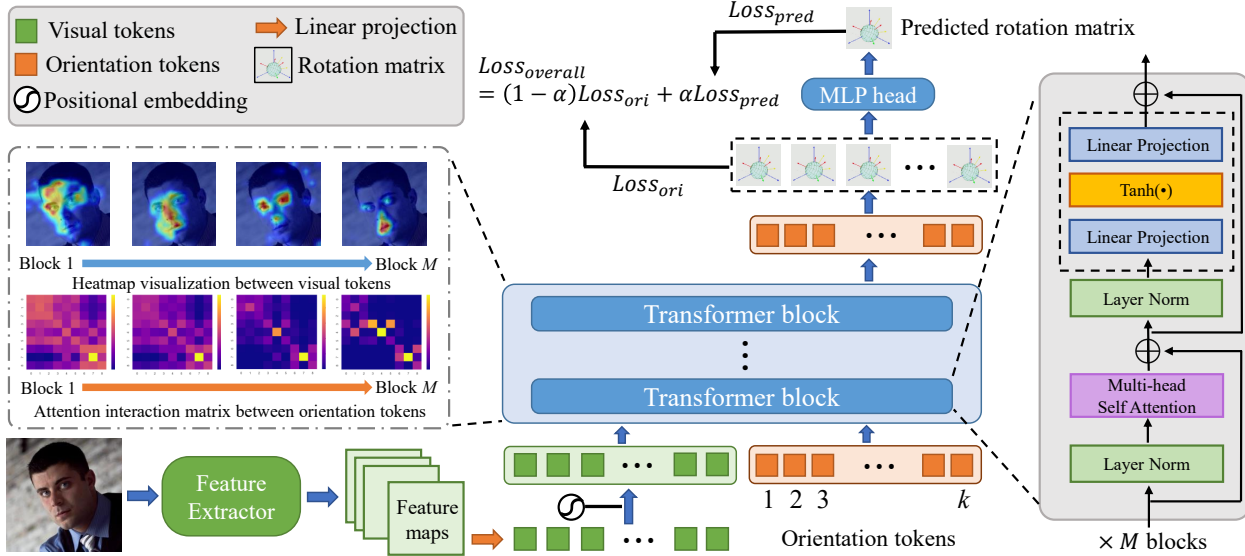 Visual tokens
Linear projection
Orientation tokens
Rotation matrix
Positional embedding
Loss_pred
Predicted rotation matrix
Loss_overall
= (1 − α)Loss_ori + αLoss_pred
MLP head
Loss_ori
Block 1
Block M
Heatmap visualization between visual tokens
Block 1
Block M
Attention interaction matrix between orientation tokens
Transformer block
Transformer block
Feature
Extractor
Feature
maps
1 2 3 k
Orientation tokens
Linear Projection
Tanh(•)
Linear Projection
Layer Norm
Multi-head
Self Attention
Layer Norm
× M blocks